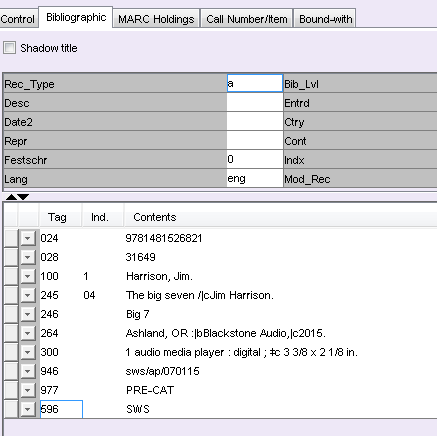 Control Bibliographic MARC Holdings Call Number/Item Bound-with
Shadow title
Rec_Type a Bib_Lvl
Desc Entrd
Date2 Ctry
Repr Cont
Festschr 0 Indx
Lang eng Mod_Rec
Tag Ind. Contents
024 9781481526821
028 31649
100 1 Harrison, Jim.
245 04 The big seven /|cJim Harrison.
246 Big 7
264 Ashland, OR :|bBlackstone Audio,|c2015.
300 1 audio media player : digital ; ‡c 3 3/8 x 2 1/8 in.
946 sws/ap/070115
977 PRE-CAT
596 SWS